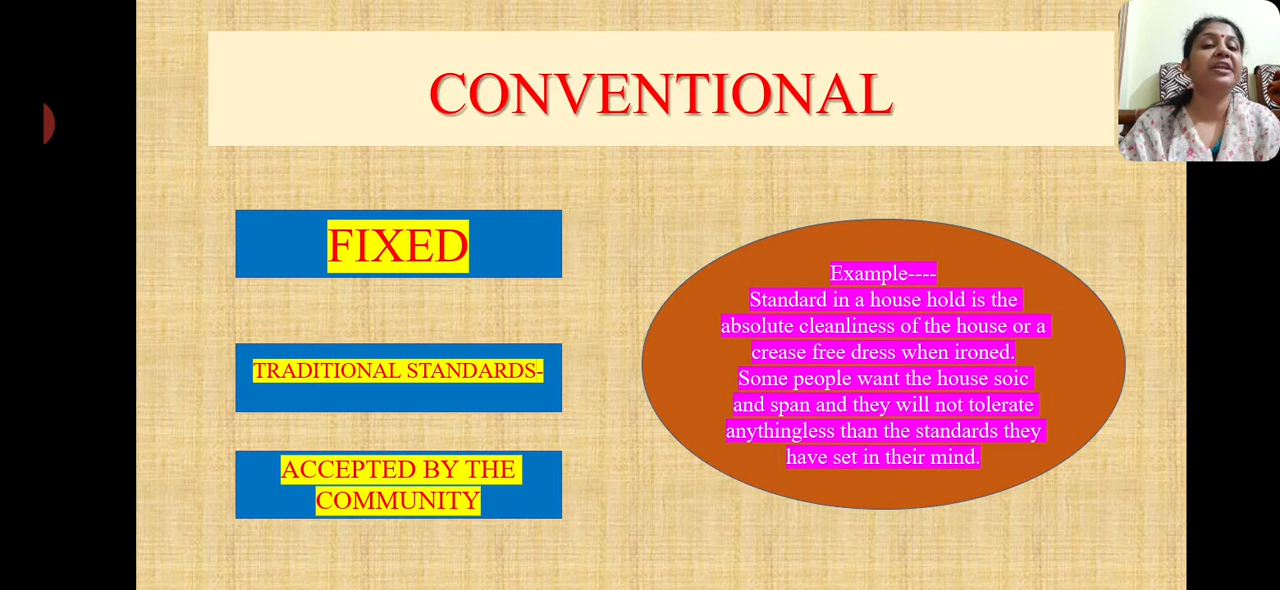 CONVENTIONAL
FIXED
TRADITIONAL STANDARDS-
ACCEPTED BY THE
COMMUNITY
Example----
Standard in a house hold is the
absolute cleanliness of the house or a
crease free dress when ironed.
Some people want the house soic
and span and they will not tolerate
anythingless than the standards they
have set in their mind.